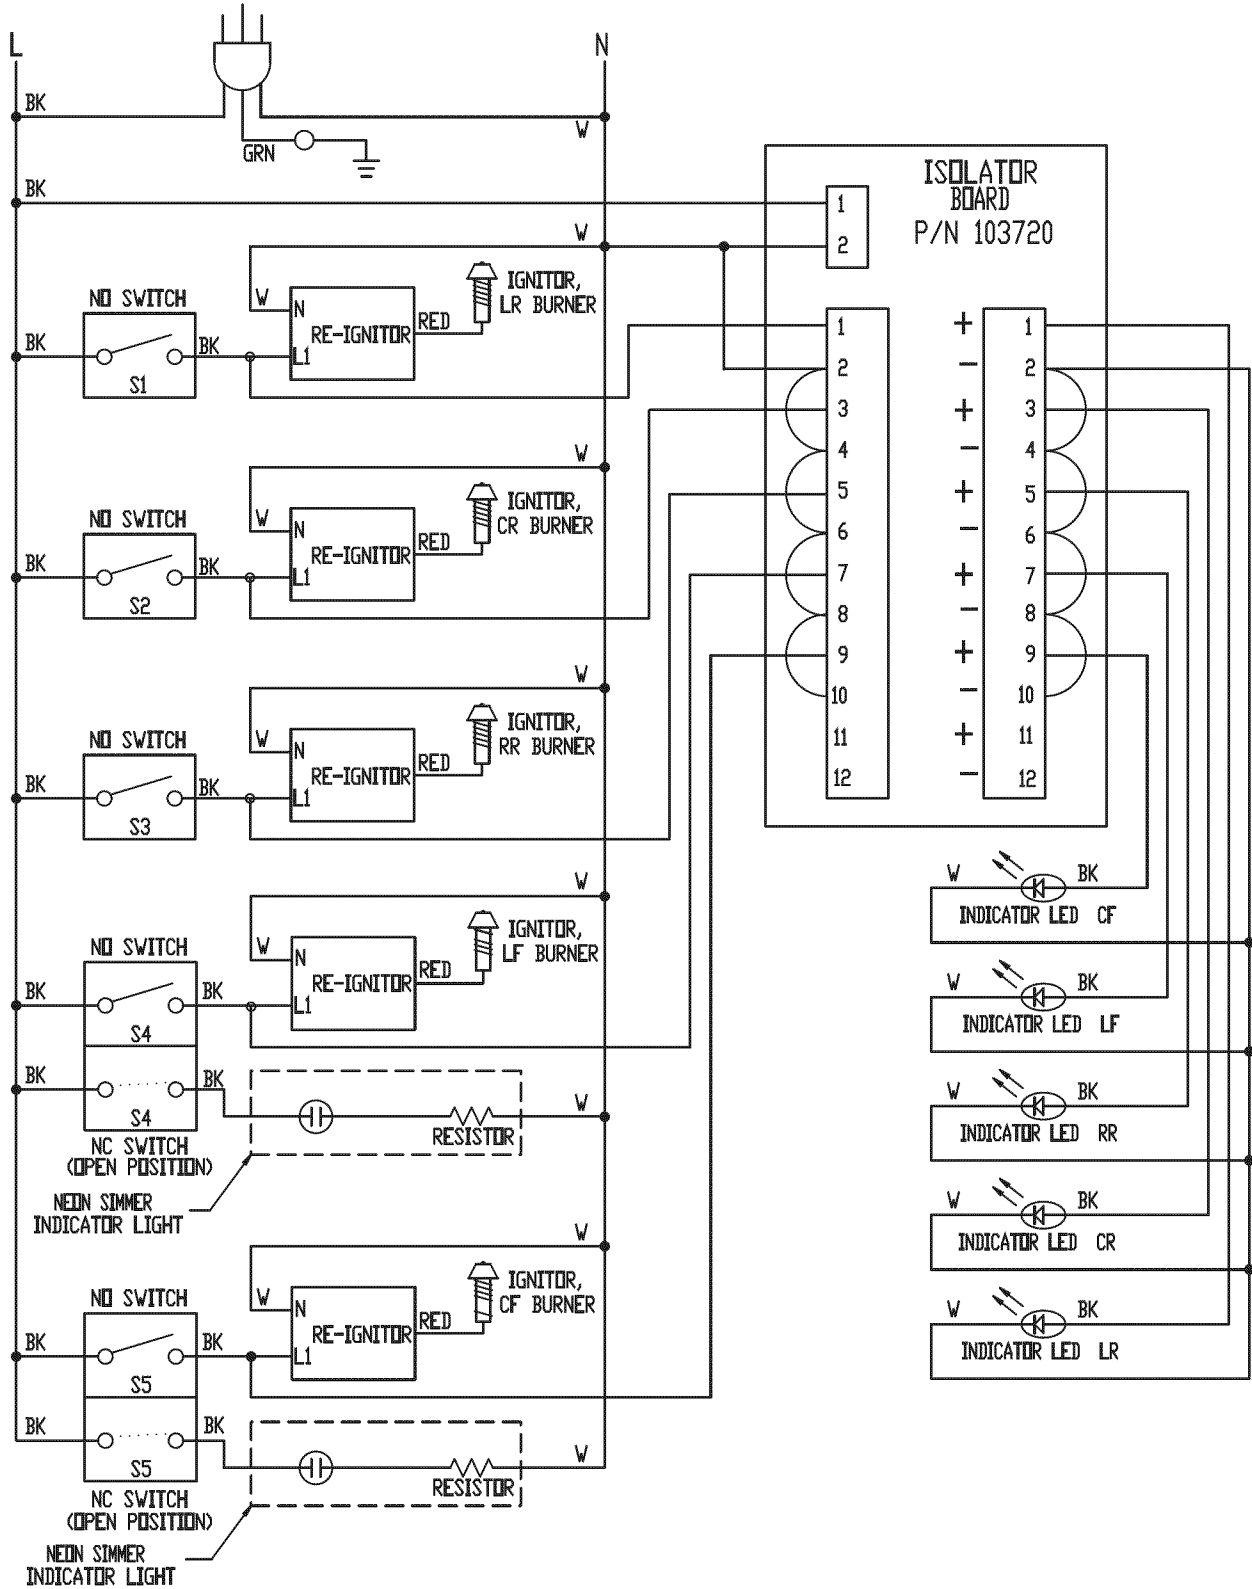 L
N
BK
W
GRN
BK
ISOLATOR
BOARD
P/N 103720
1
2
W
NO SWITCH
BK
S1
BK
W
N
RE-IGNITOR
L1
RED
IGNITOR,
LR BURNER
1
2
3
4
5
6
7
8
9
10
11
12
+
-
+
-
+
-
+
-
+
-
+
-
1
2
3
4
5
6
7
8
9
10
11
12
W
NO SWITCH
BK
S2
BK
W
N
RE-IGNITOR
L1
RED
IGNITOR,
CR BURNER
W
NO SWITCH
BK
S3
BK
W
N
RE-IGNITOR
L1
RED
IGNITOR,
RR BURNER
W
NO SWITCH
BK
S4
BK
W
N
RE-IGNITOR
L1
RED
IGNITOR,
LF BURNER
BK
S4
BK
NC SWITCH
(OPEN POSITION)
RESISTOR
W
NEON SIMMER
INDICATOR LIGHT
W
NO SWITCH
BK
S5
BK
W
N
RE-IGNITOR
L1
RED
IGNITOR,
CF BURNER
BK
S5
BK
NC SWITCH
(OPEN POSITION)
RESISTOR
W
NEON SIMMER
INDICATOR LIGHT
W BK
INDICATOR LED CF
W BK
INDICATOR LED LF
W BK
INDICATOR LED RR
W BK
INDICATOR LED CR
W BK
INDICATOR LED LR